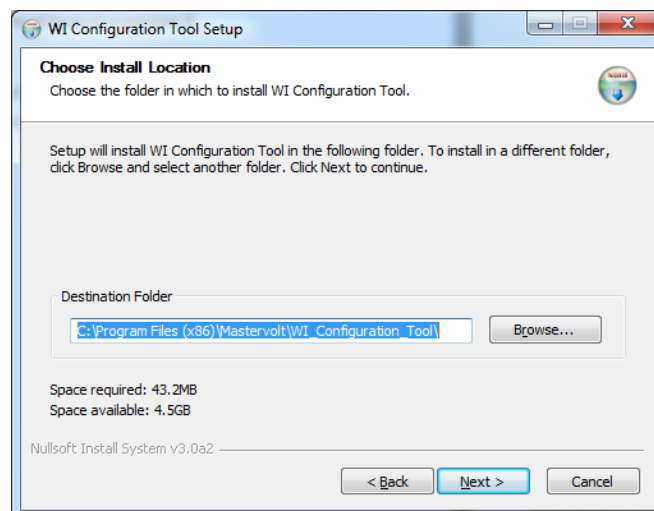 WI Configuration Tool Setup
Choose Install Location
Choose the folder in which to install WI Configuration Tool.
Setup will install WI Configuration Tool in the following folder. To install in a different folder,
click Browse and select another folder. Click Next to continue.
Destination Folder
C:\Program Files (x86)\Mastervolt\WI_Configuration_Tool\
Browse...
Space required: 43.2MB
Space available: 4.5GB
Nullsoft Install System v3.0a2
< Back
Next >
Cancel